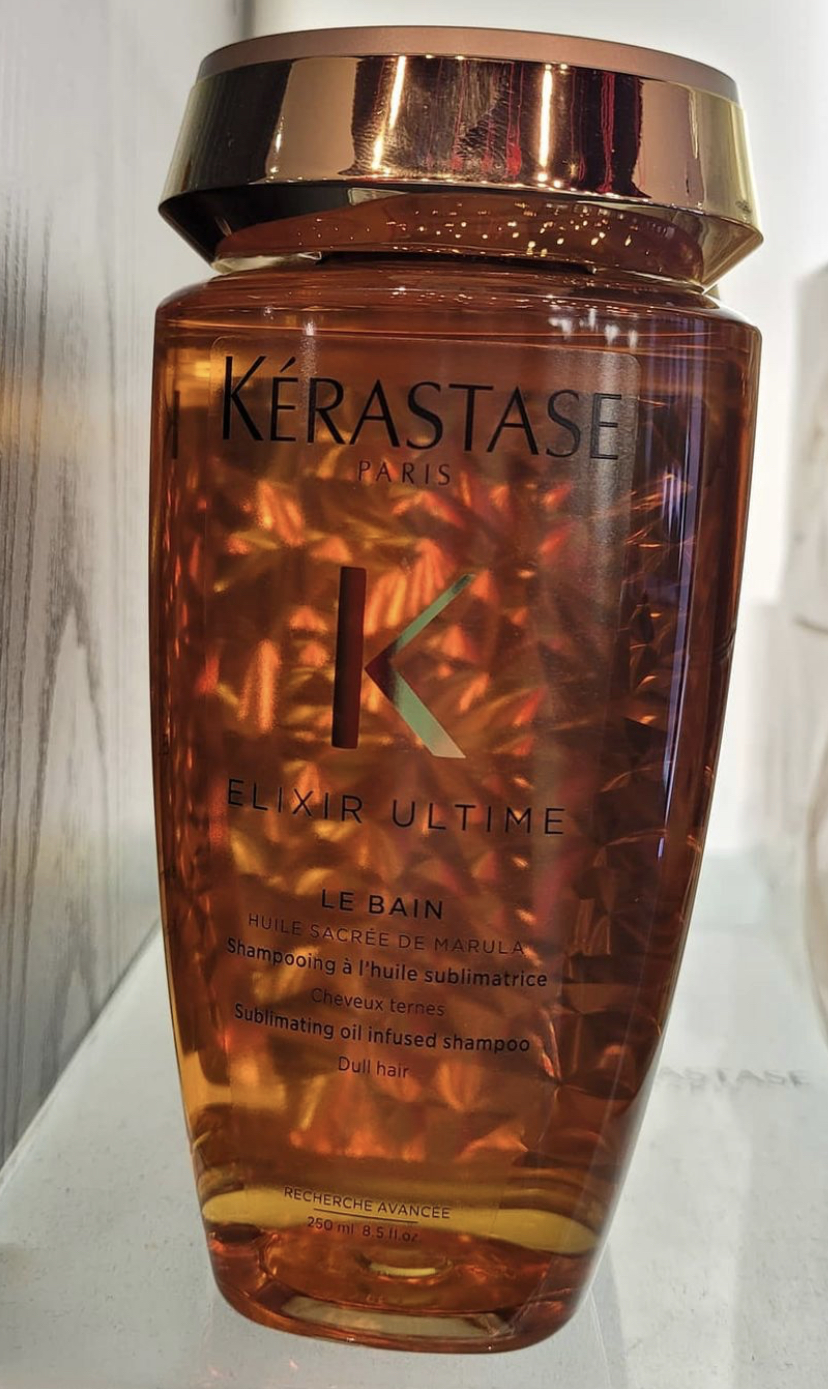 KÉRASTASE
PARIS
K
ELIXIR ULTIME
LE BAIN
HUILE SACRÉE DE MARULA
Shampooing à l'huile sublimatrice
Cheveux ternes
Sublimating oil infused shampoo
Dull hair
RECHERCHE AVANCÉE
250 ml 8.5 fl.oz